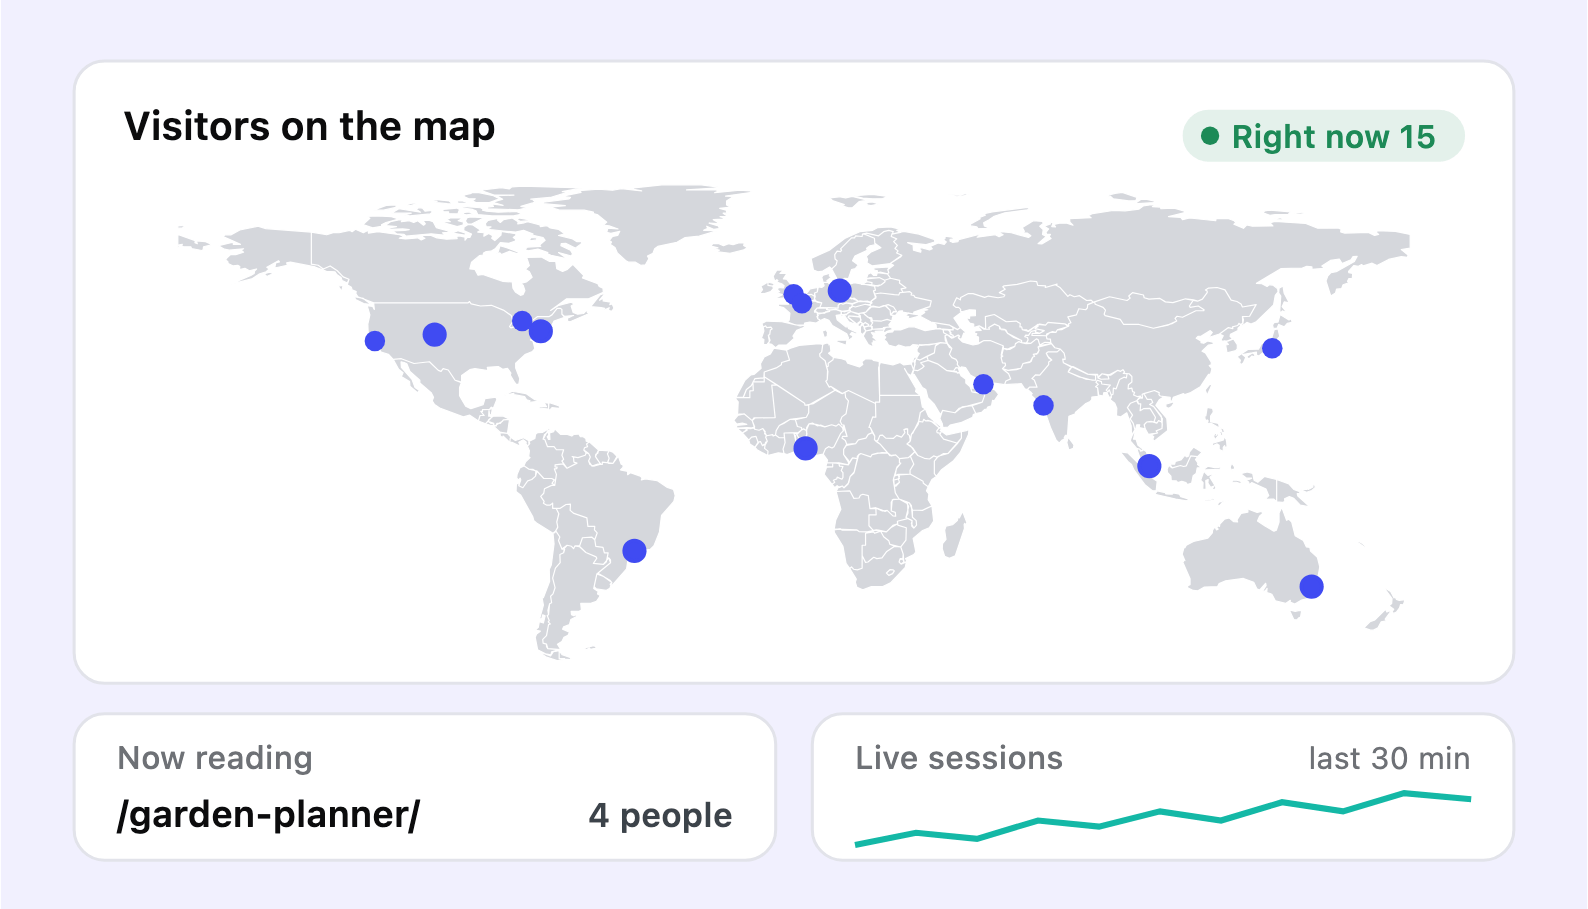 Visitors on the map
Right now 15
Now reading
/garden-planner/
4 people
Live sessions
last 30 min